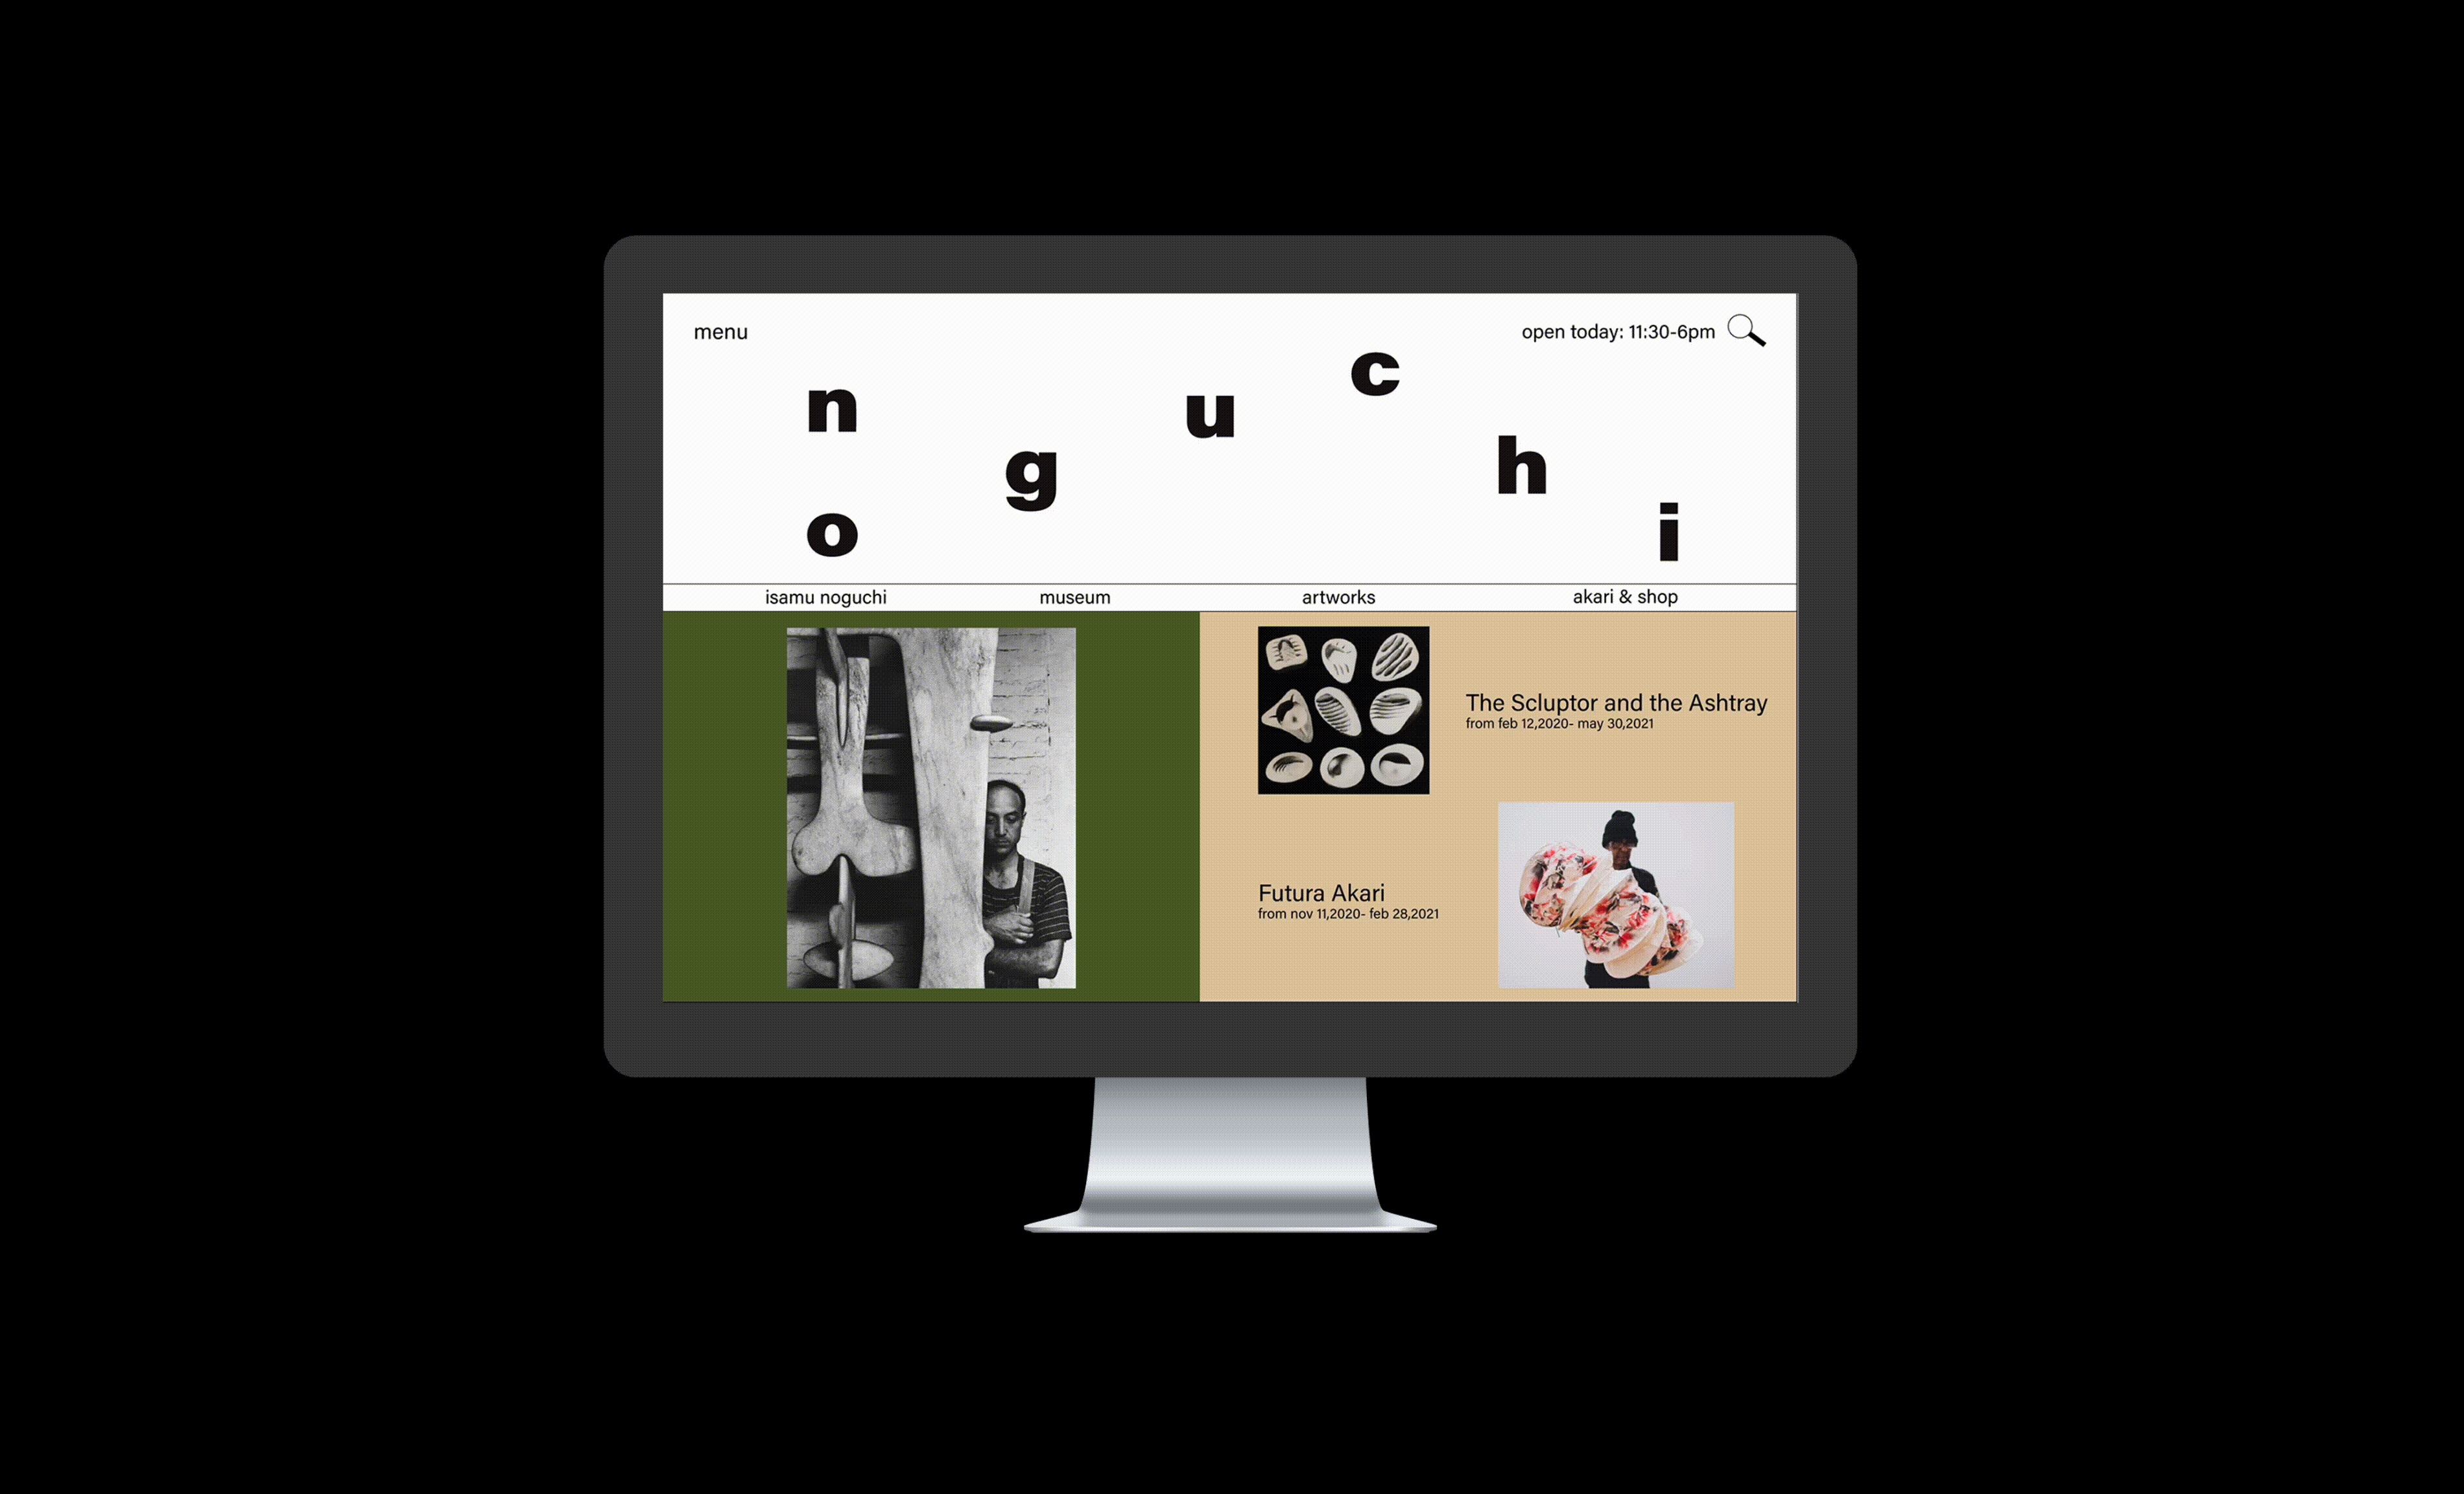 menu
open today: 11:30-6pm
n
o
g
u
c
h
i
isamu noguchi
museum
artworks
akari & shop
The Scluptor and the Ashtray
from feb 12,2020- may 30,2021
Futura Akari
from nov 11,2020- feb 28,2021